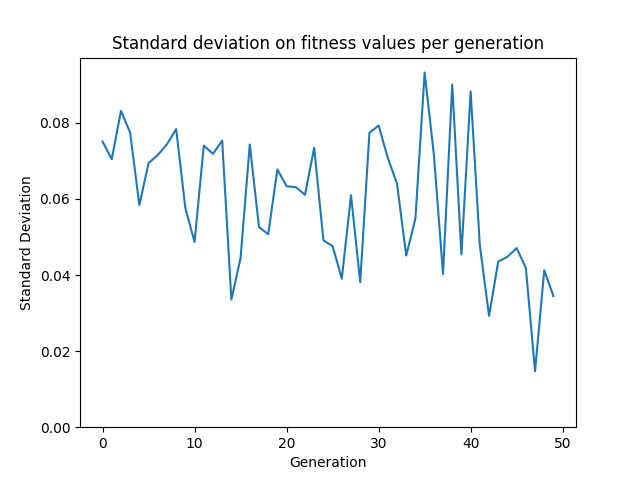 Standard deviation on fitness values per generation
0.08
0.06
0.04
0.02
0.00
Standard Deviation
0 10 20 30 40 50
Generation